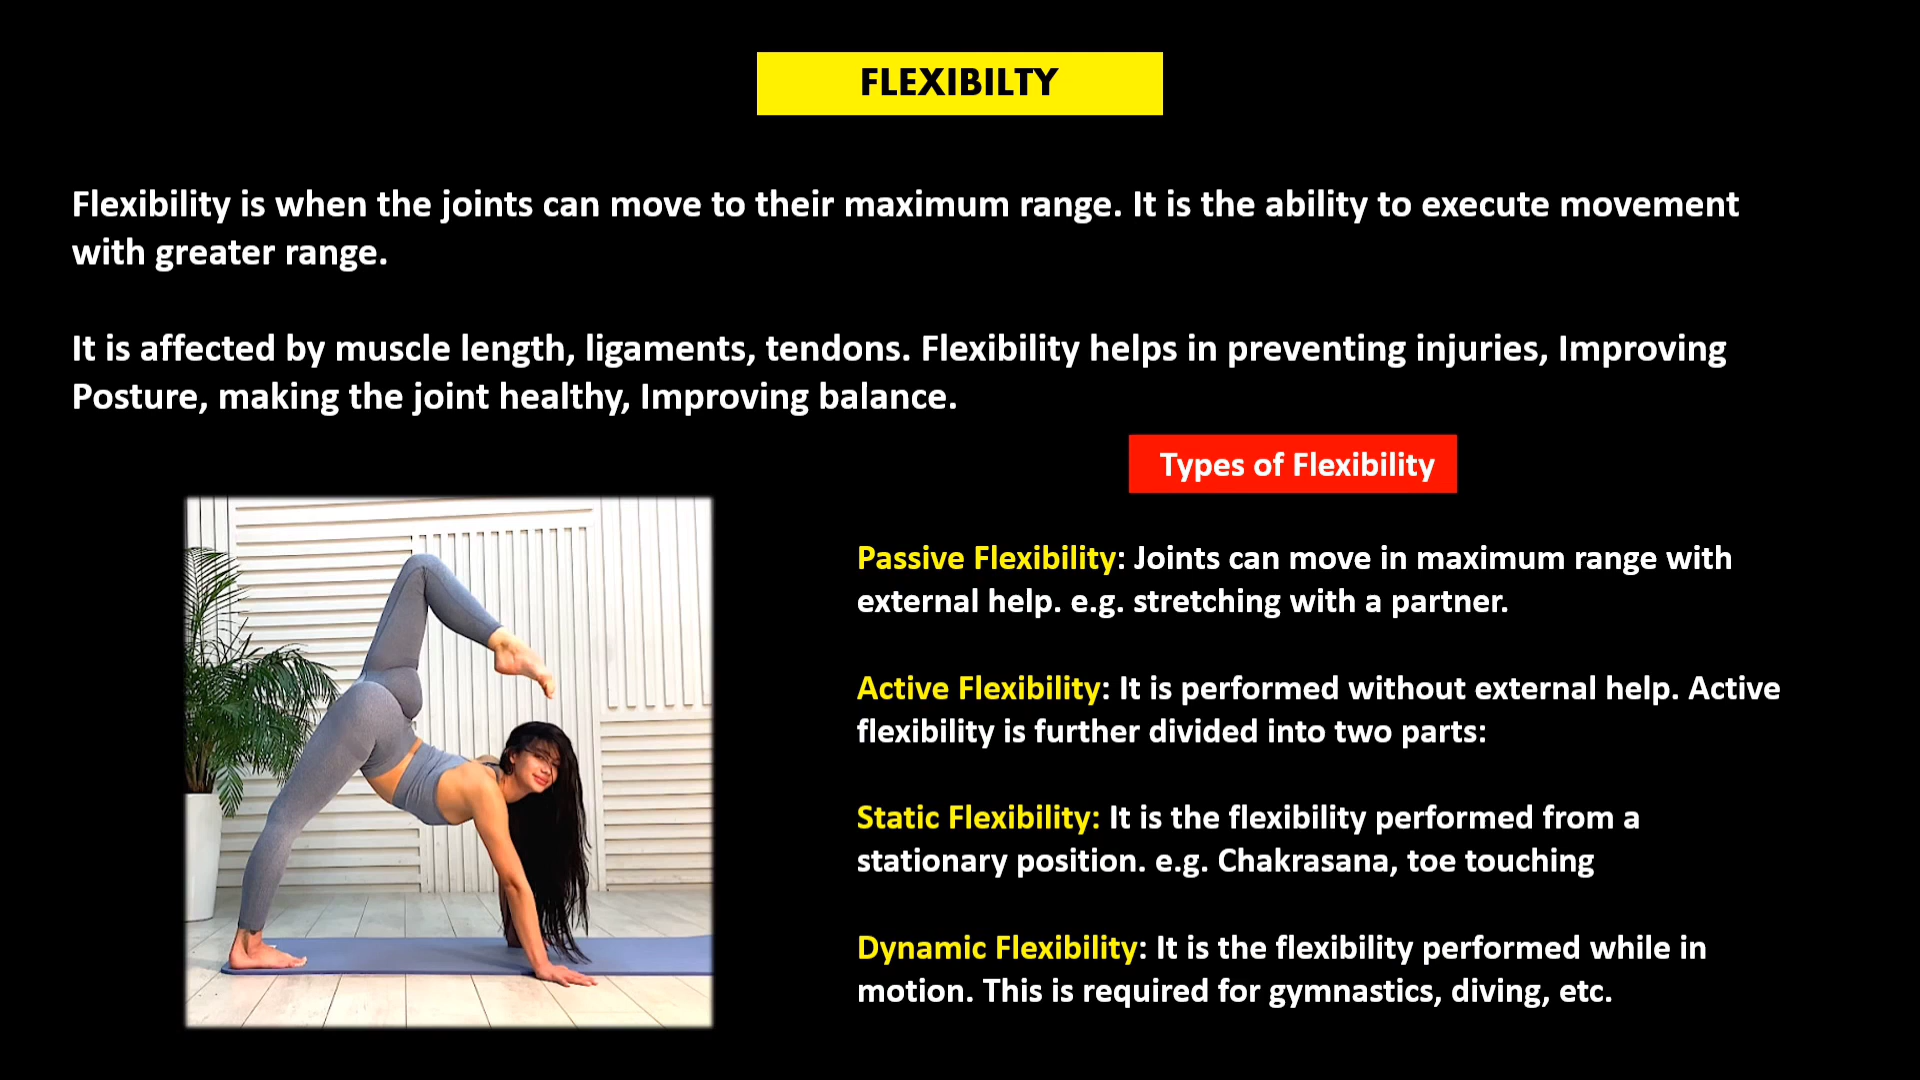 FLEXIBILTY
Flexibility is when the joints can move to their maximum range. It is the ability to execute movement
with greater range.
It is affected by muscle length, ligaments, tendons. Flexibility helps in preventing injuries, Improving
Posture, making the joint healthy, Improving balance.
Types of Flexibility
Passive Flexibility: Joints can move in maximum range with
external help. e.g. stretching with a partner.
Active Flexibility: It is performed without external help. Active
flexibility is further divided into two parts:
Static Flexibility: It is the flexibility performed from a
stationary position. e.g. Chakrasana, toe touching
Dynamic Flexibility: It is the flexibility performed while in
motion. This is required for gymnastics, diving, etc.